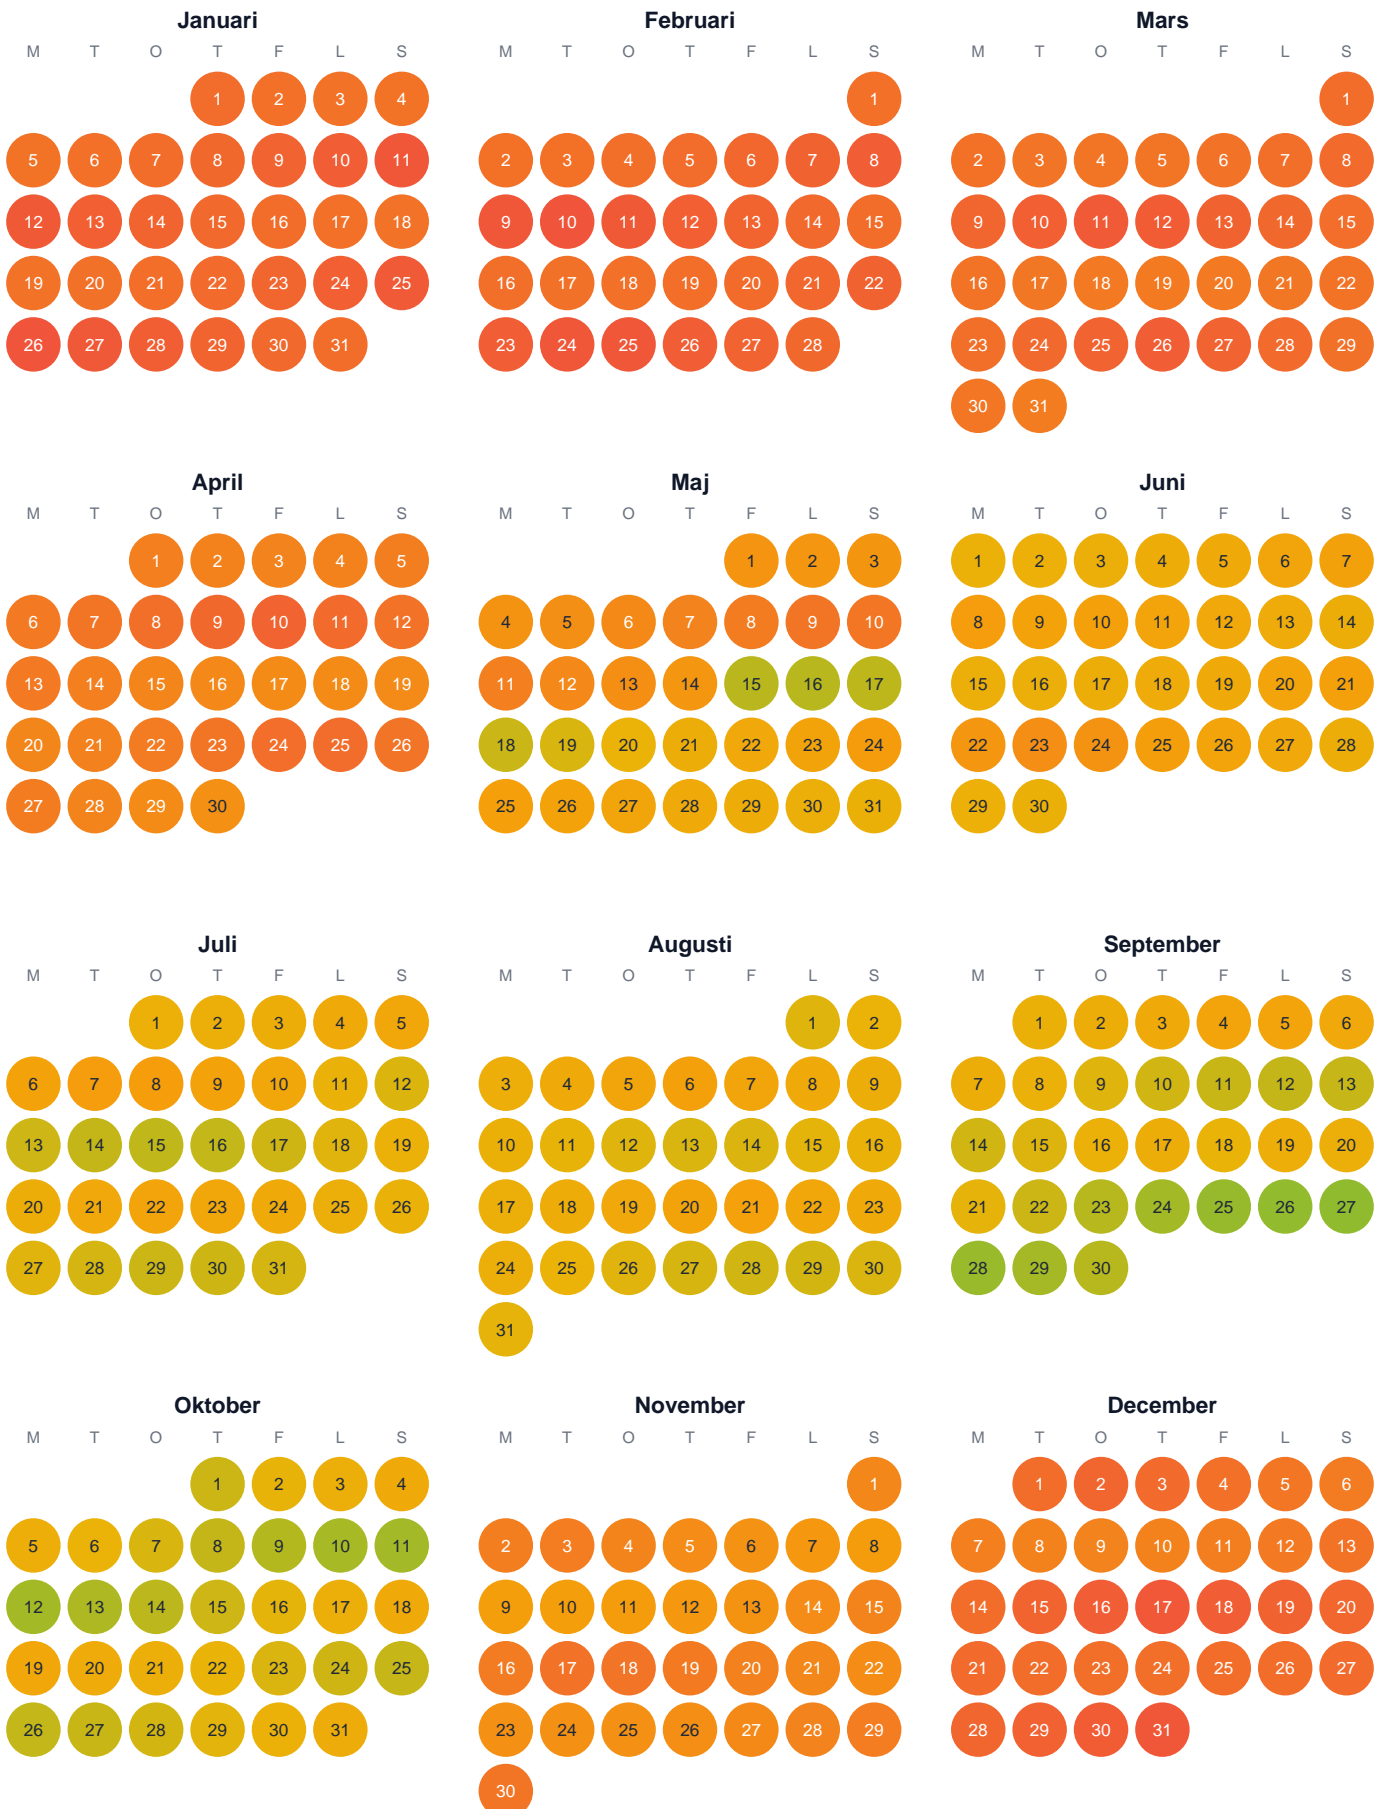 Januari Februari Mars
M T O T F L S M T O T F L S M T O T F L S
1 2 3 4 1 1
5 6 7 8 9 10 11 2 3 4 5 6 7 8 2 3 4 5 6 7 8
12 13 14 15 16 17 18 9 10 11 12 13 14 15 9 10 11 12 13 14 15
19 20 21 22 23 24 25 16 17 18 19 20 21 22 16 17 18 19 20 21 22
26 27 28 29 30 31 23 24 25 26 27 28 23 24 25 26 27 28 29
30 31
April Maj Juni
M T O T F L S M T O T F L S M T O T F L S
1 2 3 4 5 1 2 3 1 2 3 4 5 6 7
6 7 8 9 10 11 12 4 5 6 7 8 9 10 8 9 10 11 12 13 14
13 14 15 16 17 18 19 11 12 13 14 15 16 17 15 16 17 18 19 20 21
20 21 22 23 24 25 26 18 19 20 21 22 23 24 22 23 24 25 26 27 28
27 28 29 30 25 26 27 28 29 30 31 29 30
Juli Augusti September
M T O T F L S M T O T F L S M T O T F L S
1 2 3 4 5 1 2 1 2 3 4 5 6
6 7 8 9 10 11 12 3 4 5 6 7 8 9 7 8 9 10 11 12 13
13 14 15 16 17 18 19 10 11 12 13 14 15 16 14 15 16 17 18 19 20
20 21 22 23 24 25 26 17 18 19 20 21 22 23 21 22 23 24 25 26 27
27 28 29 30 31 24 25 26 27 28 29 30 28 29 30
31
Oktober November December
M T O T F L S M T O T F L S M T O T F L S
1 2 3 4 1 1 2 3 4 5 6
5 6 7 8 9 10 11 2 3 4 5 6 7 8 7 8 9 10 11 12 13
12 13 14 15 16 17 18 9 10 11 12 13 14 15 14 15 16 17 18 19 20
19 20 21 22 23 24 25 16 17 18 19 20 21 22 21 22 23 24 25 26 27
26 27 28 29 30 31 23 24 25 26 27 28 29 28 29 30 31
30